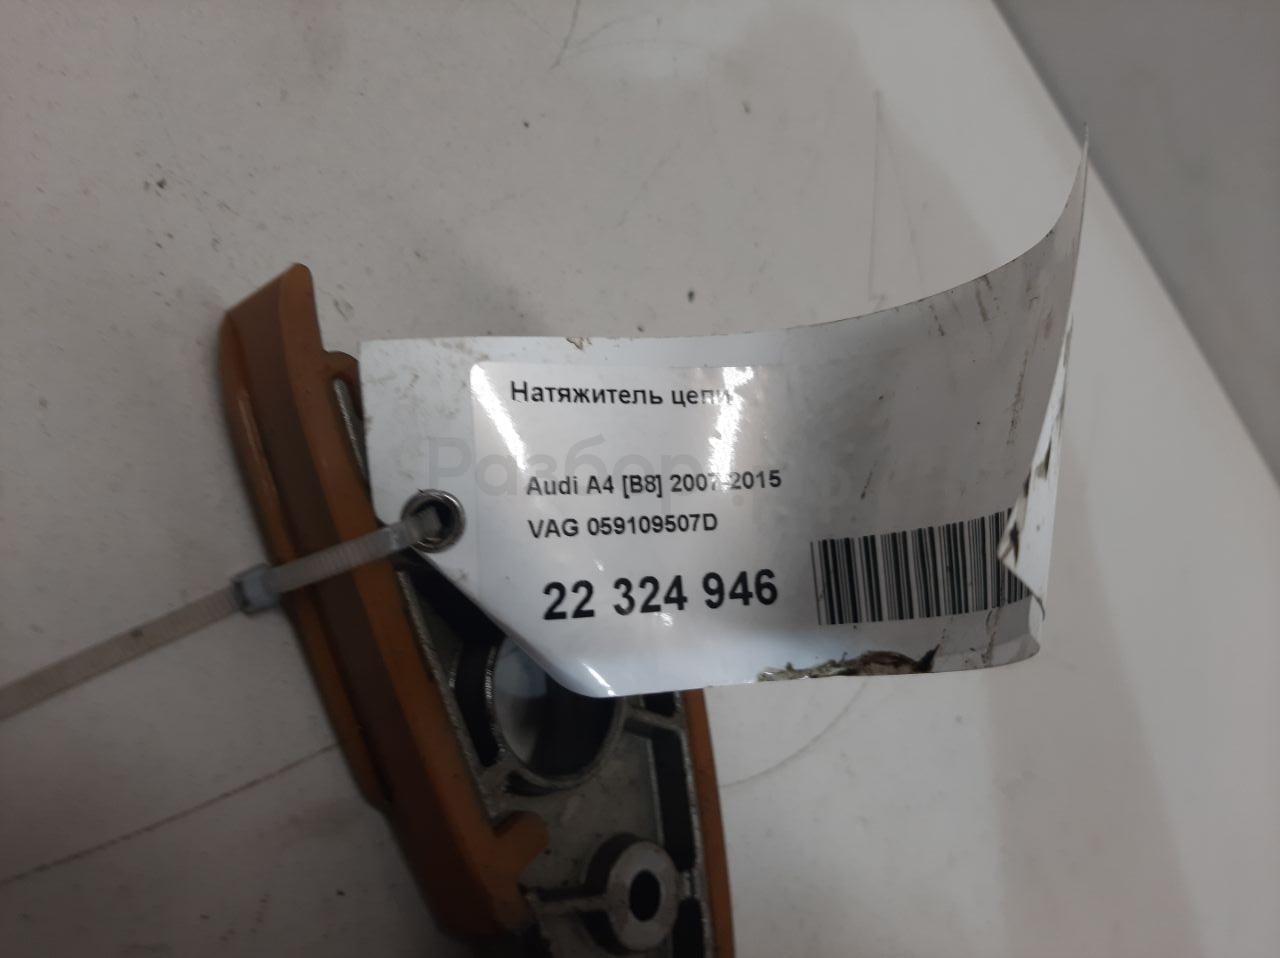 Натяжитель цепи
Audi A4 [B8] 2007-2015
VAG 059109507D
22 324 946